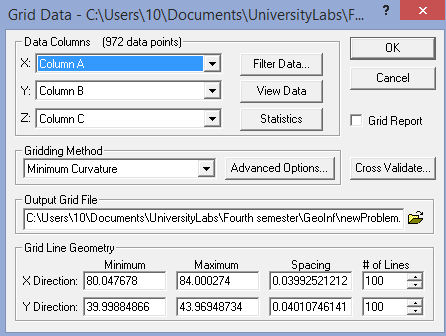 Grid Data - C:\Users\10\Documents\UniversityLabs\F...
Data Columns (972 data points)
X: Column A
Y: Column B
Z: Column C
Filter Data...
View Data
Statistics
OK
Cancel
Grid Report
Gridding Method
Minimum Curvature
Advanced Options...
Cross Validate...
Output Grid File
C:\Users\10\Documents\UniversityLabs\Fourth semester\GeoInf\newProblem.
Grid Line Geometry
Minimum Maximum Spacing # of Lines
X Direction: 80.047678 84.000274 0.03992521212 100
Y Direction: 39.99884866 43.96948734 0.04010746141 100